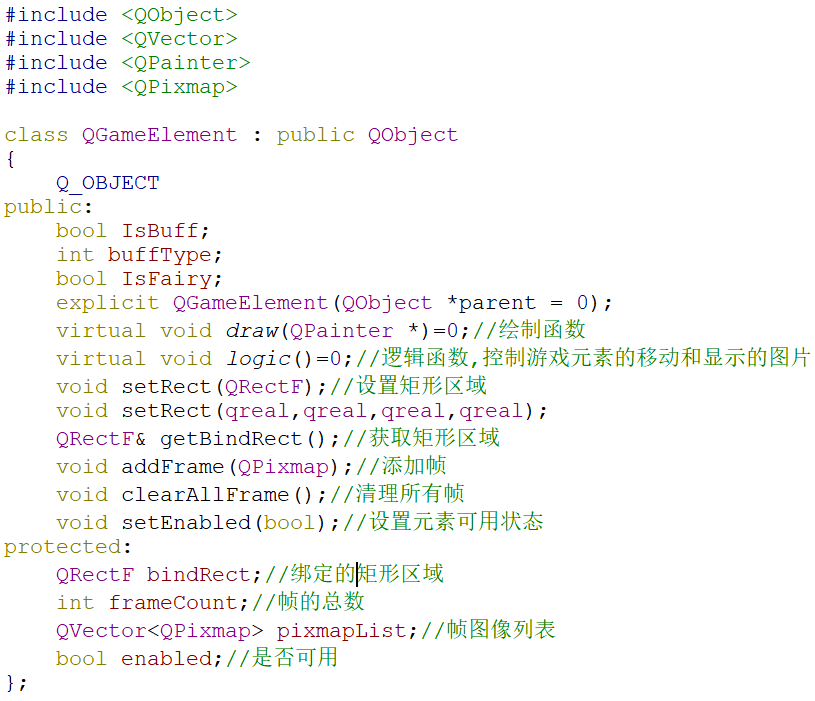 #include <QObject>
#include <QVector>
#include <QPainter>
#include <QPixmap>

class QGameElement : public QObject
{
    Q_OBJECT
public:
    bool IsBuff;
    int buffType;
    bool IsFairy;
    explicit QGameElement(QObject *parent = 0);
    virtual void draw(QPainter *)=0;//绘制函数
    virtual void logic()=0;//逻辑函数,控制游戏元素的移动和显示的图片
    void setRect(QRectF);//设置矩形区域
    void setRect(qreal,qreal,qreal,qreal);
    QRectF& getBindRect();//获取矩形区域
    void addFrame(QPixmap);//添加帧
    void clearAllFrame();//清理所有帧
    void setEnabled(bool);//设置元素可用状态
protected:
    QRectF bindRect;//绑定的矩形区域
    int frameCount;//帧的总数
    QVector<QPixmap> pixmapList;//帧图像列表
    bool enabled;//是否可用
};